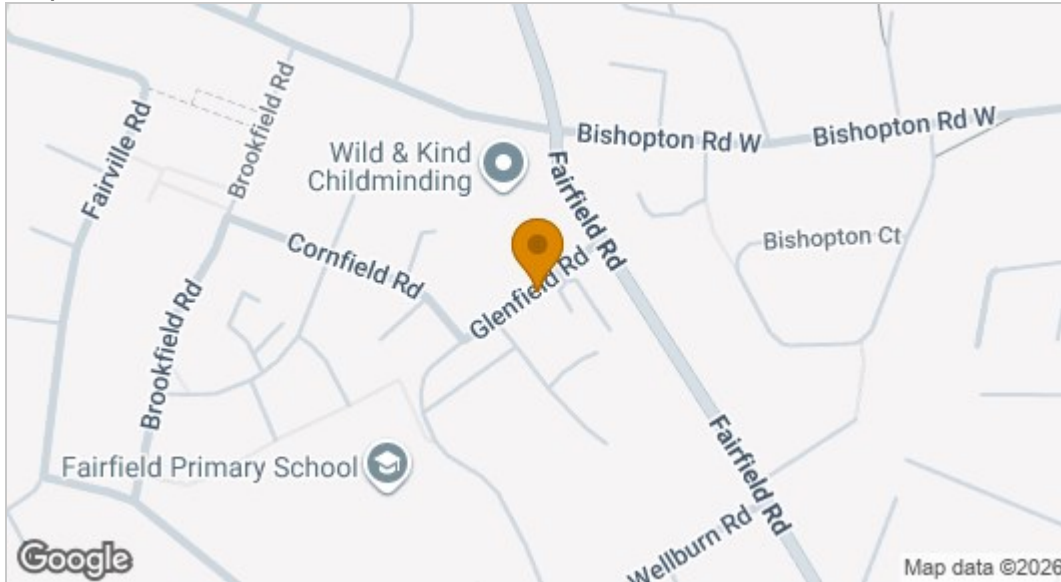 Brookfield Rd
Fairville Rd
Bishopton Rd W
Bishopton Rd W
Wild & Kind
Childminding
Fairfield Rd
Cornfield Rd
Bishopton Ct
Glenfield Rd
Brookfield Rd
Fairfield Primary School
Fairfield Rd
Wellburn Rd
Google
Map data ©2026